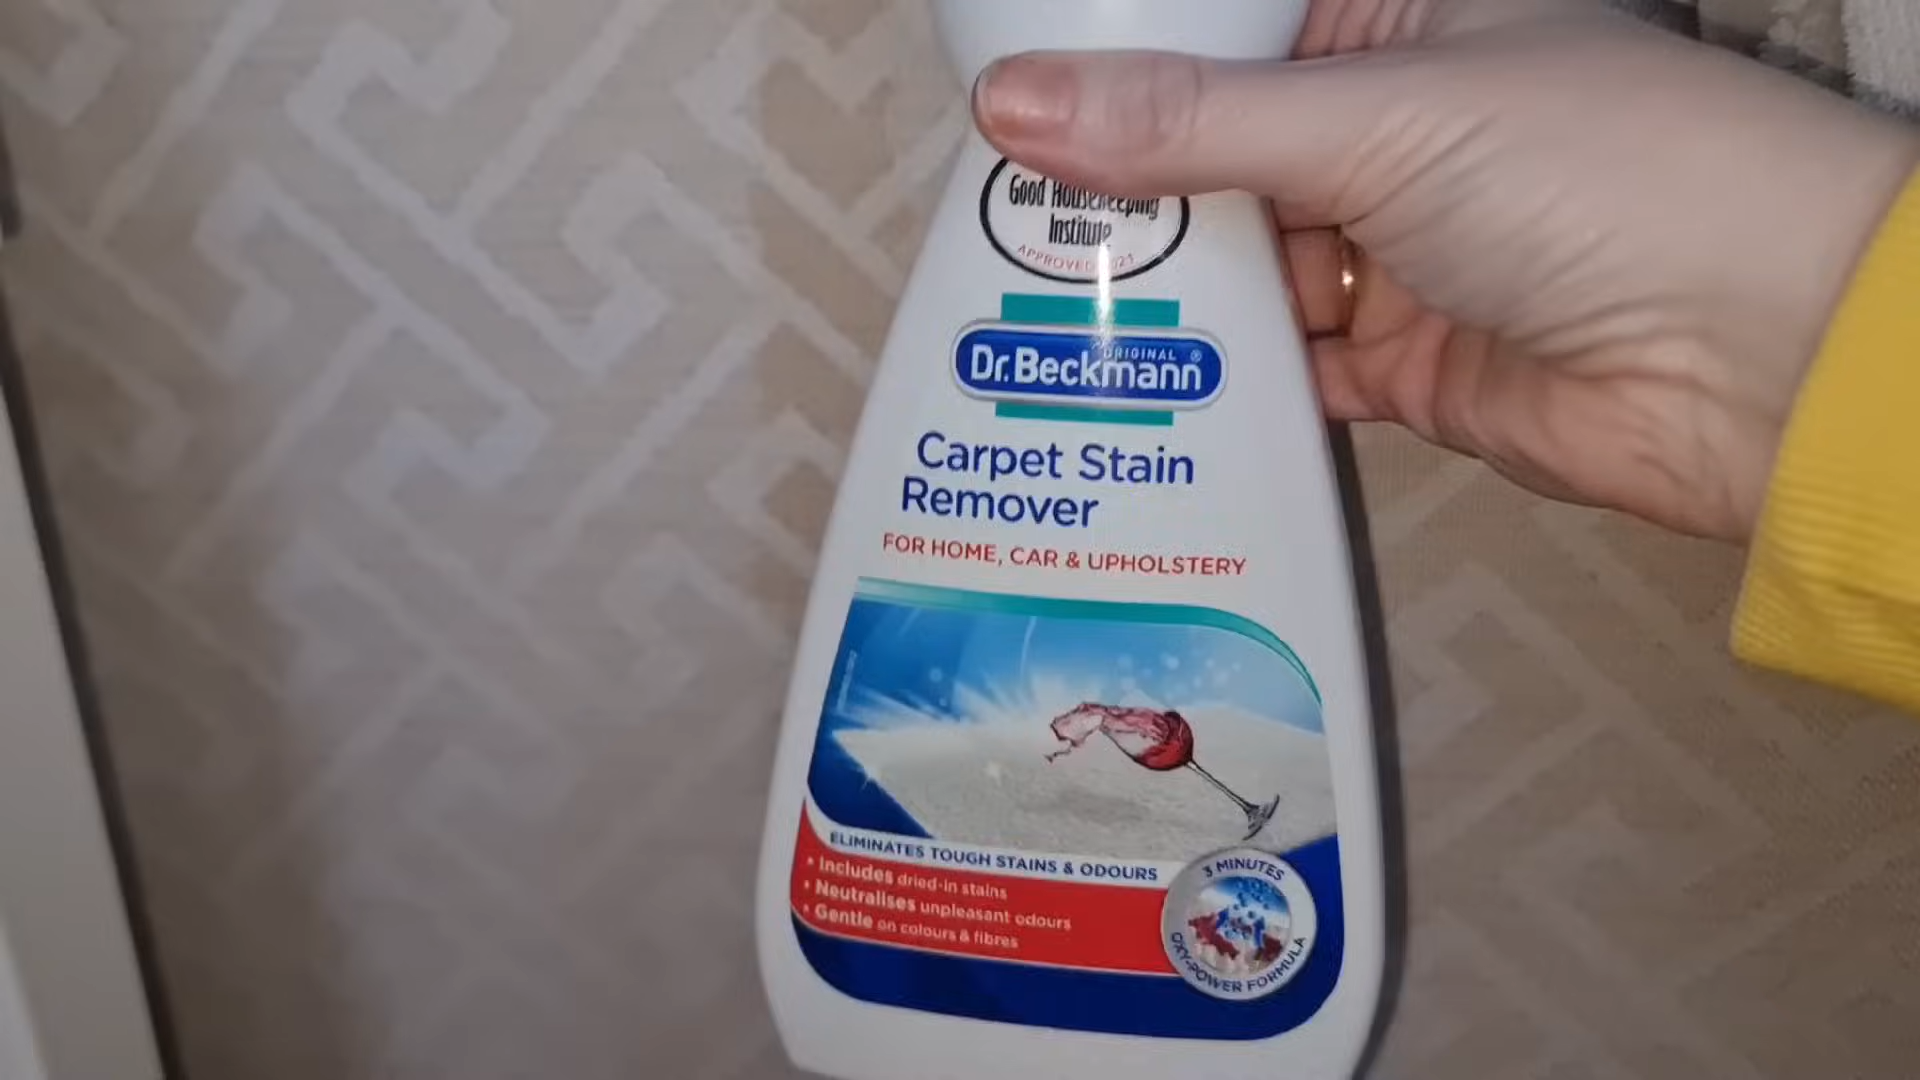 Good Housekeeping
Institute
APPROVED 2021
ORIGINAL ®
Dr. Beckmann
Carpet Stain
Remover
FOR HOME, CAR & UPHOLSTERY
ELIMINATES TOUGH STAINS & ODOURS
• Includes dried-in stains
• Neutralises unpleasant odours
• Gentle on colours & fibres
3 MINUTES
OXY-POWER FORMULA